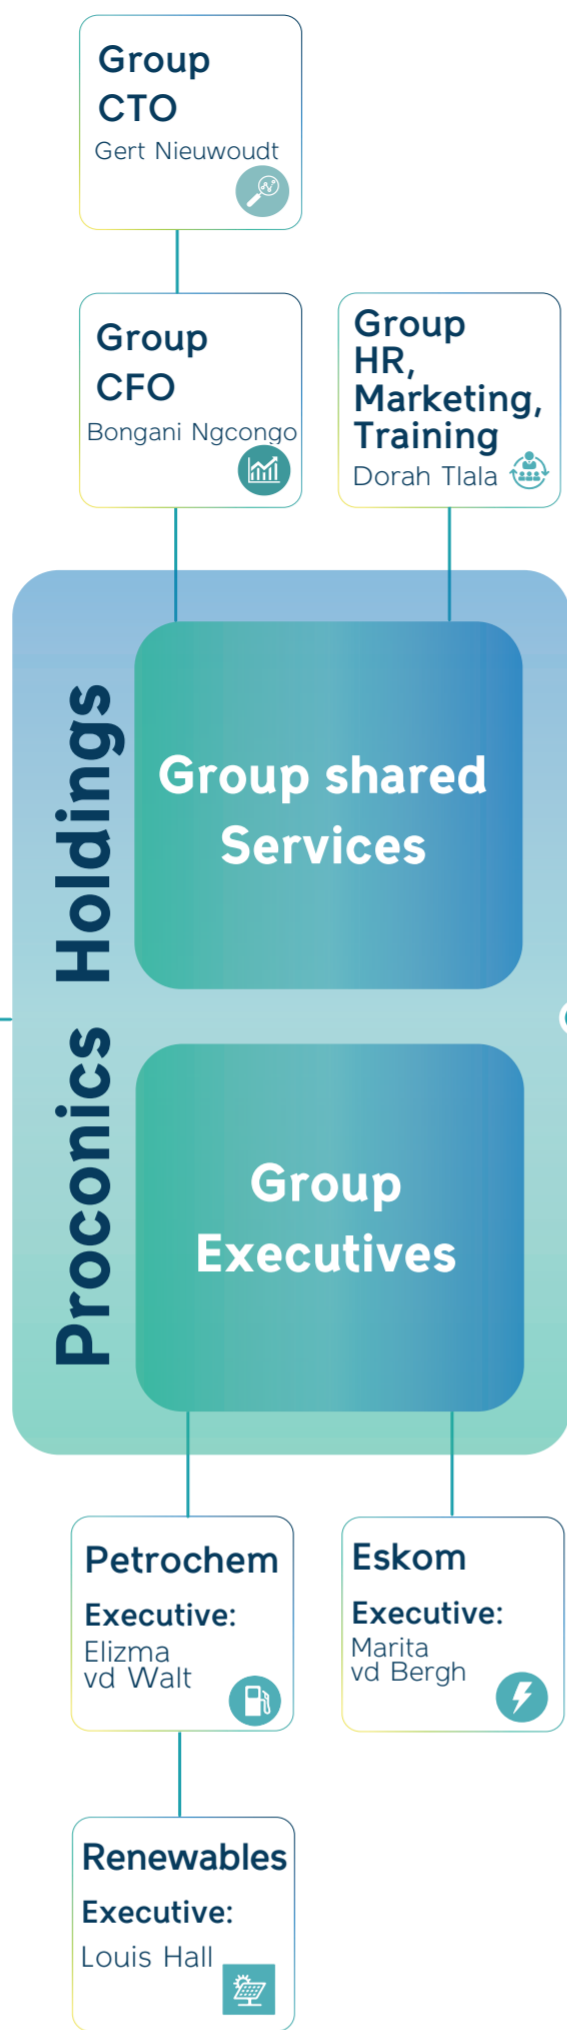 Group
CTO
Gert Nieuwoudt
Group
CFO
Bongani Ngcongo
Group
HR,
Marketing,
Training
Dorah Tlala
Proconics Holdings
Group shared
Services
Group
Executives
Petrochem
Executive:
Elizma
vd Walt
Eskom
Executive:
Marita
vd Bergh
Renewables
Executive:
Louis Hall